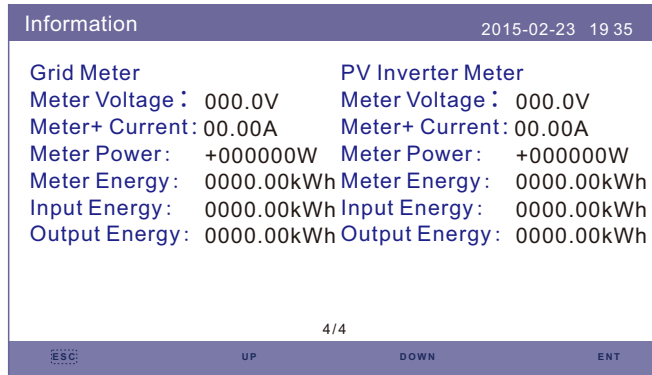 Information 2015-02-23 19 35
Grid Meter PV Inverter Meter
Meter Voltage: 000.0V Meter Voltage: 000.0V
Meter+ Current: 00.00A Meter+ Current: 00.00A
Meter Power: +000000W Meter Power: +000000W
Meter Energy: 0000.00kWh Meter Energy: 0000.00kWh
Input Energy: 0000.00kWh Input Energy: 0000.00kWh
Output Energy: 0000.00kWh Output Energy: 0000.00kWh
4/4
ESC UP DOWN ENT